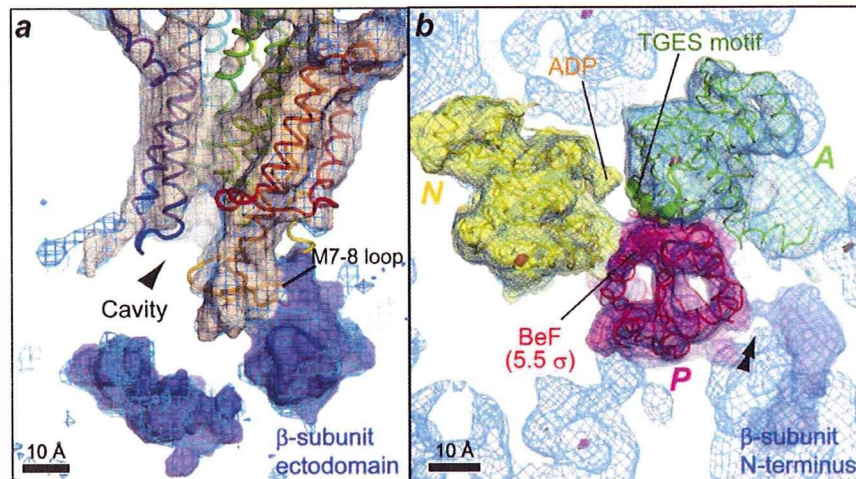 a
M7-8 loop
Cavity
β-subunit
ectodomain
10 Å
b
TGES motif
ADP
N
A
BeF
(5.5 σ)
P
β-subunit
N-terminus
10 Å